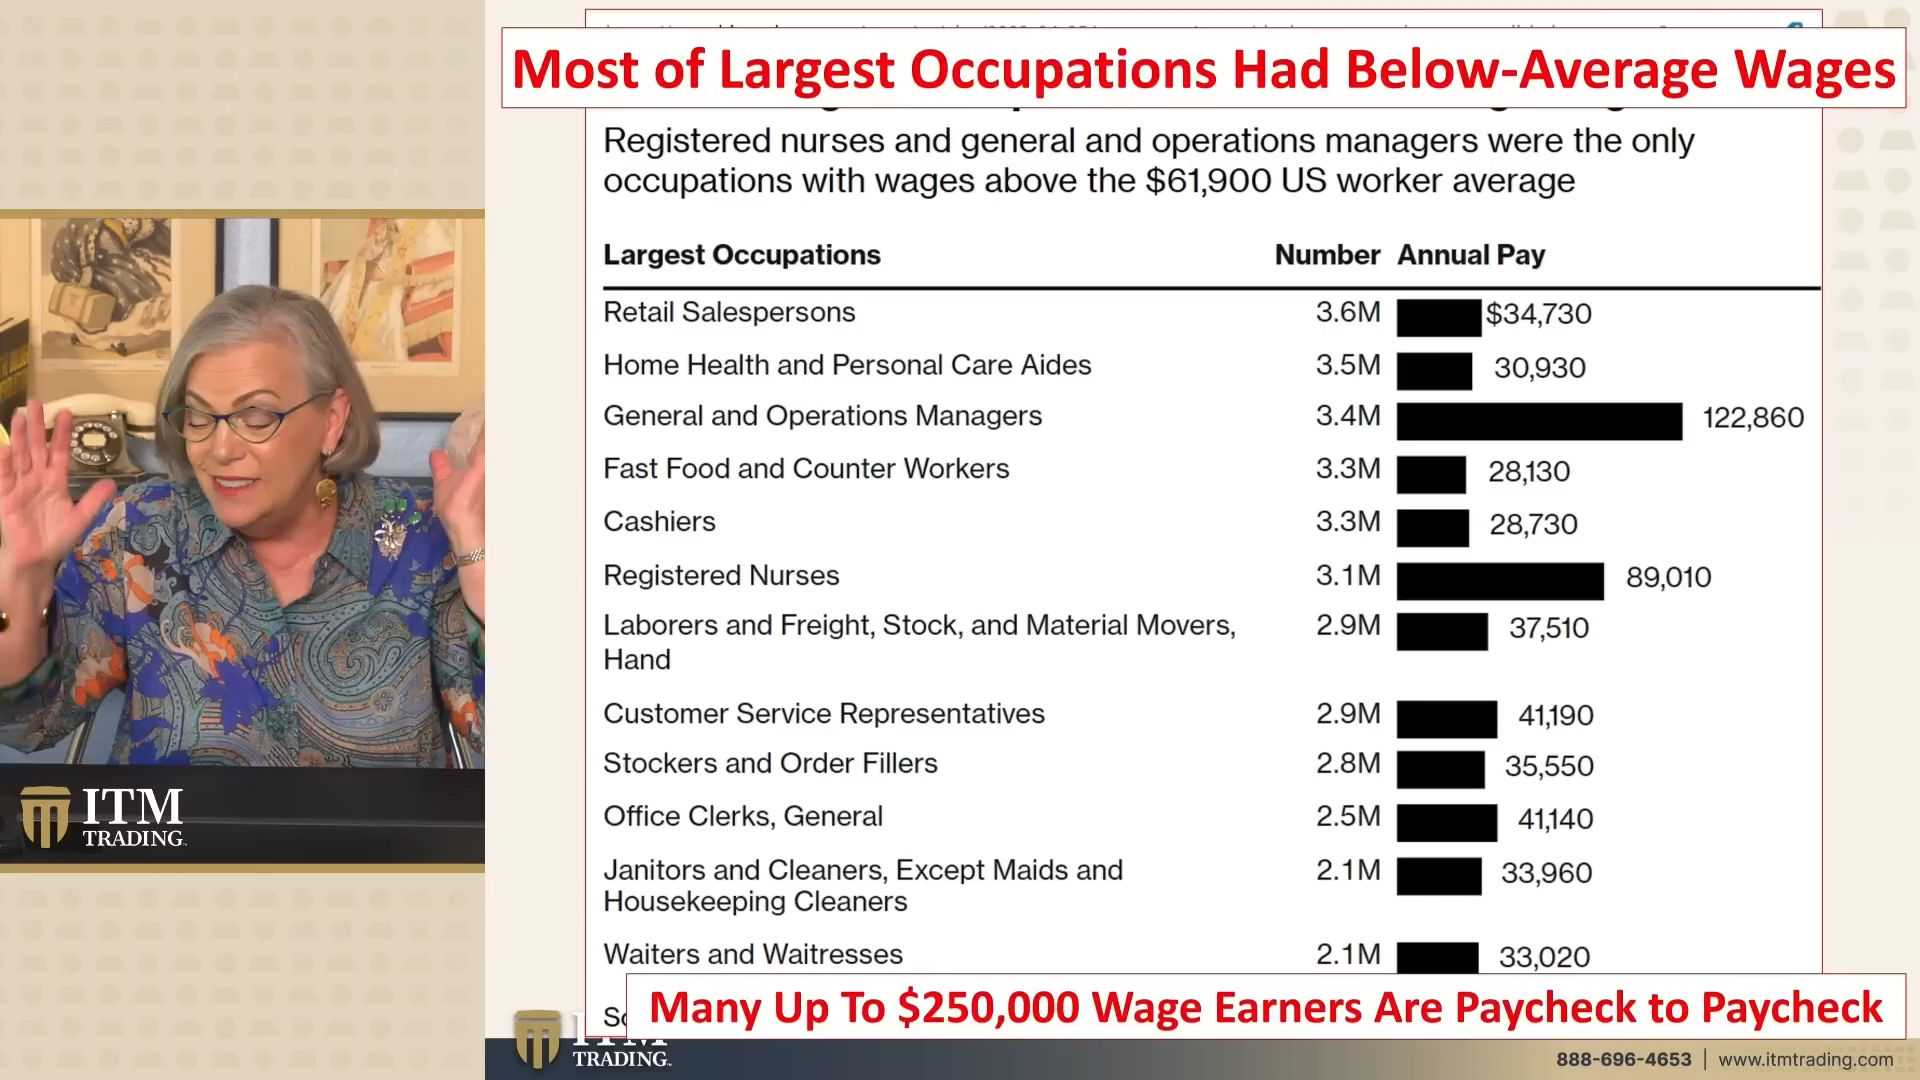 Most of Largest Occupations Had Below-Average Wages
Registered nurses and general and operations managers were the only
occupations with wages above the $61,900 US worker average
Largest Occupations Number Annual Pay
Retail Salespersons 3.6M $34,730
Home Health and Personal Care Aides 3.5M 30,930
General and Operations Managers 3.4M 122,860
Fast Food and Counter Workers 3.3M 28,130
Cashiers 3.3M 28,730
Registered Nurses 3.1M 89,010
Laborers and Freight, Stock, and Material Movers,
Hand 2.9M 37,510
Customer Service Representatives 2.9M 41,190
Stockers and Order Fillers 2.8M 35,550
Office Clerks, General 2.5M 41,140
Janitors and Cleaners, Except Maids and
Housekeeping Cleaners 2.1M 33,960
Waiters and Waitresses 2.1M 33,020
Many Up To $250,000 Wage Earners Are Paycheck to Paycheck
ITM
TRADING
ITM
TRADING
888-696-4653 | www.itmtrading.com